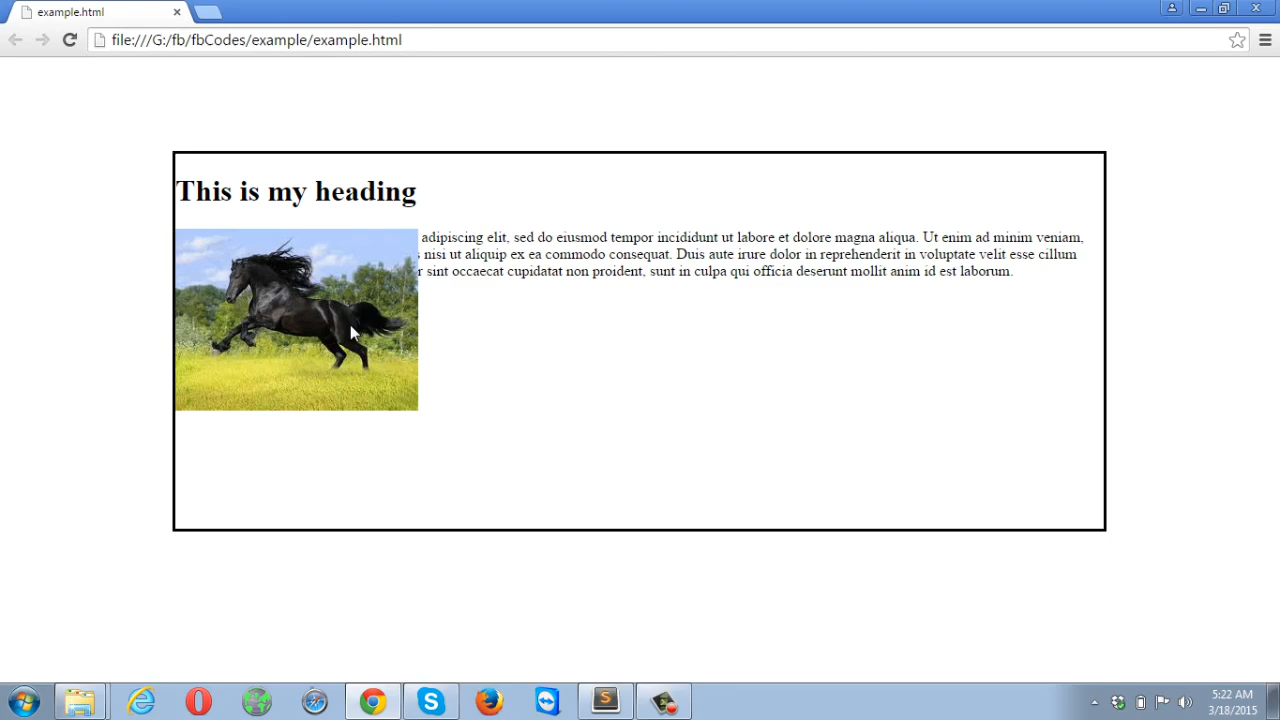 example.html
file:///G:/fb/fbCodes/example/example.html
This is my heading
adipiscing elit, sed do eiusmod tempor incididunt ut labore et dolore magna aliqua. Ut enim ad minim veniam,
nisi ut aliquip ex ea commodo consequat. Duis aute irure dolor in reprehenderit in voluptate velit esse cillum
r sint occaecat cupidatat non proident, sunt in culpa qui officia deserunt mollit anim id est laborum.
5:22 AM
3/18/2015